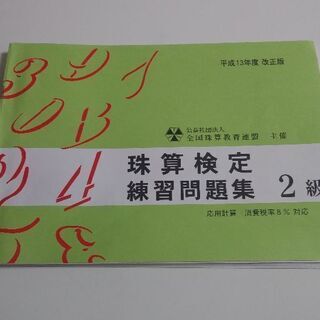 平成13年度 改正版
公益社団法人
全国珠算教育連盟 主催
珠算検定
練習問題集 2級
応用計算 消費税率8%対応